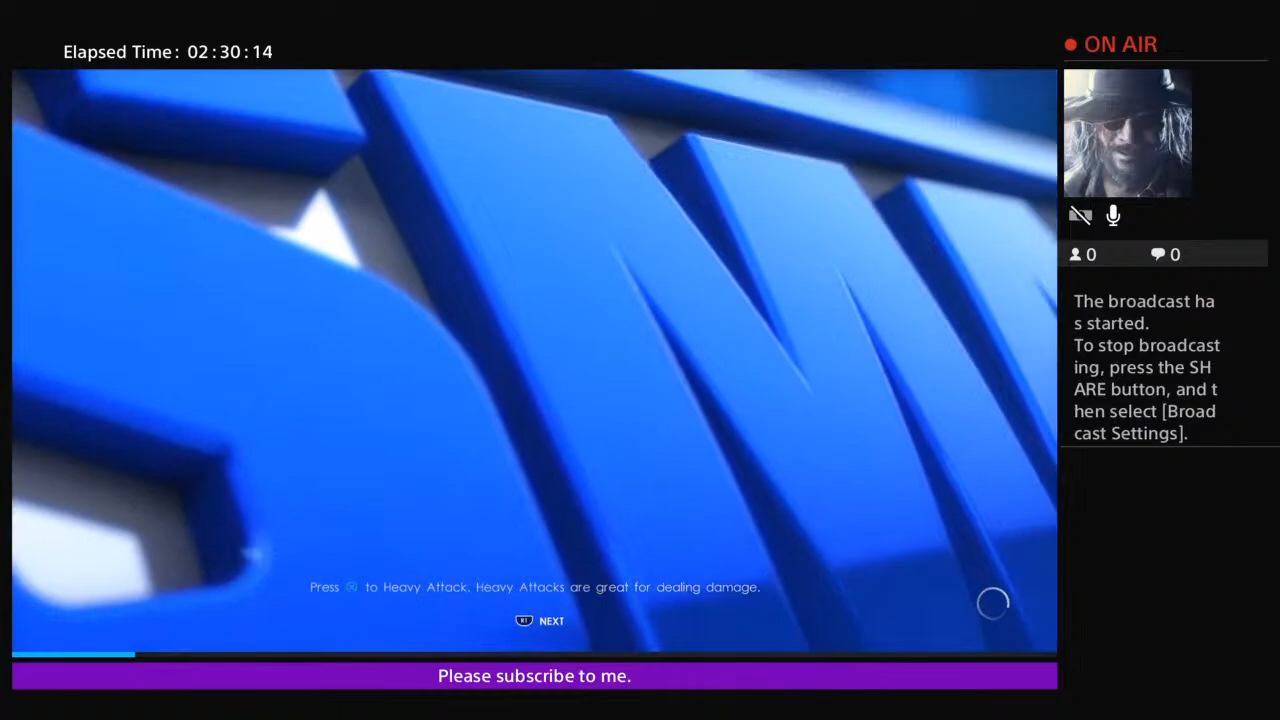 Elapsed Time: 02:30:14
ON AIR
SM
0
0
The broadcast ha
s started.
To stop broadcast
ing, press the SH
ARE button, and t
hen select [Broad
cast Settings].
Press ⊗ to Heavy Attack. Heavy Attacks are great for dealing damage.
R1 NEXT
Please subscribe to me.